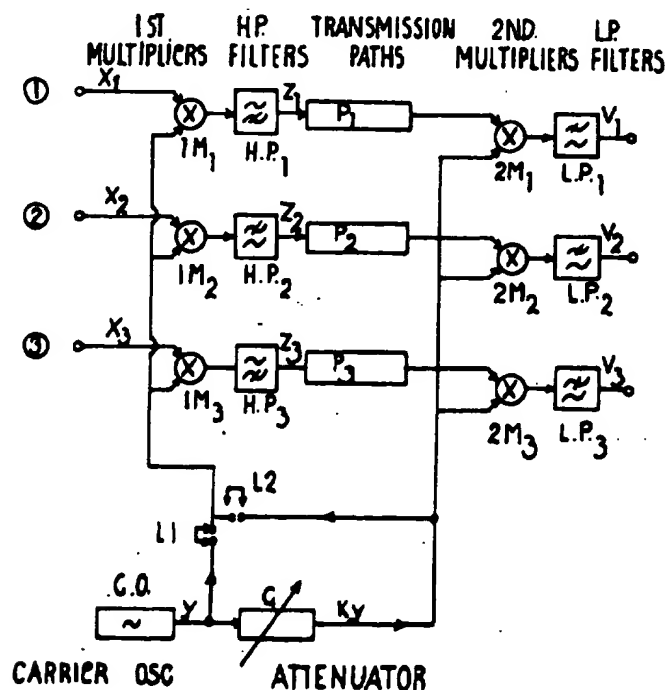 1ST MULTIPLIERS
H.P. FILTERS
TRANSMISSION PATHS
2ND. MULTIPLIERS
L.P. FILTERS
① X1 1M1 H.P.1 Z1 P1 2M1 L.P.1 V1
② X2 1M2 H.P.2 Z2 P2 2M2 L.P.2 V2
③ X3 1M3 H.P.3 Z3 P3 2M3 L.P.3 V3
L2
L1
C.O. Y G Ky
CARRIER OSC
ATTENUATOR